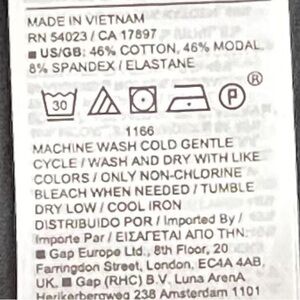 MADE IN VIETNAM
RN 54023 / CA 17897
■ US/GB: 46% COTTON, 46% MODAL,
8% SPANDEX / ELASTANE
30 P ®
1166
MACHINE WASH COLD GENTLE
CYCLE / WASH AND DRY WITH LIKE
COLORS / ONLY NON-CHLORINE
BLEACH WHEN NEEDED / TUMBLE
DRY LOW / COOL IRON
DISTRIBUIDO POR / Imported By /
Importe Par / ΕΙΣΑΓΕΤΑΙ ΑΠΟ ΤΗΝ:
■ Gap Europe Ltd., 8th Floor, 20
Farringdon Street, London, EC4A 4AB,
UK. ■ Gap (RHC) B.V. Luna ArenA
Herikerbergweg 238 Amsterdam 1101